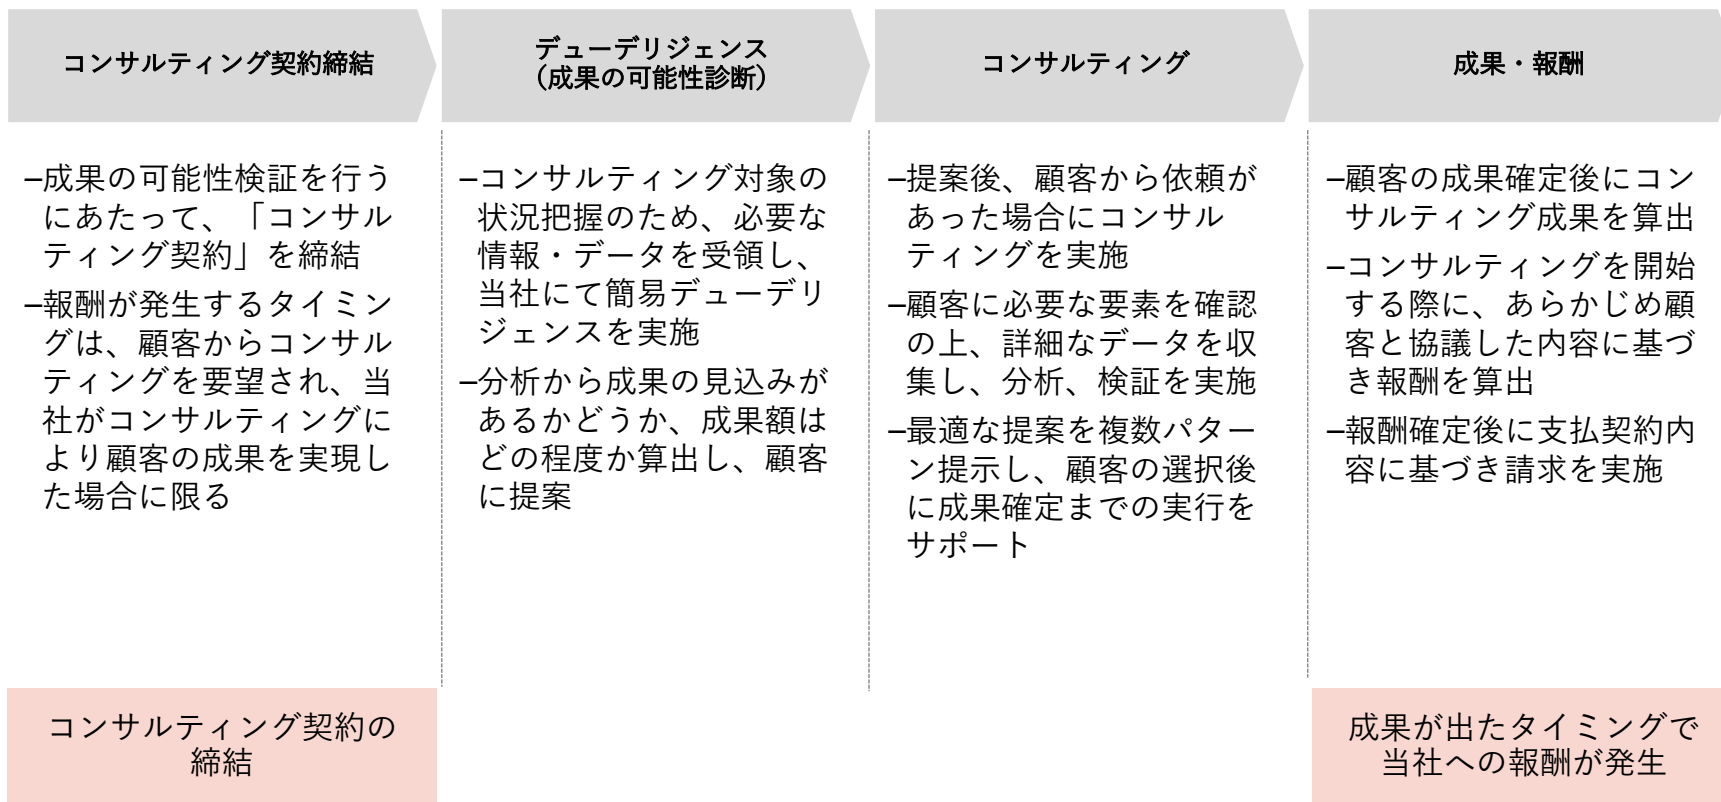 コンサルティング契約締結
デューデリジェンス
（成果の可能性診断）
コンサルティング
成果・報酬
–成果の可能性検証を行う
にあたって、「コンサル
ティング契約」を締結
–報酬が発生するタイミン
グは、顧客からコンサル
ティングを要望され、当
社がコンサルティングに
より顧客の成果を実現し
た場合に限る
–コンサルティング対象の
状況把握のため、必要な
情報・データを受領し、
当社にて簡易デューデリ
ジェンスを実施
–分析から成果の見込みが
あるかどうか、成果額は
どの程度か算出し、顧客
に提案
–提案後、顧客から依頼が
あった場合にコンサル
ティングを実施
–顧客に必要な要素を確認
の上、詳細なデータを収
集し、分析、検証を実施
–最適な提案を複数パター
ン提示し、顧客の選択後
に成果確定までの実行を
サポート
–顧客の成果確定後にコン
サルティング成果を算出
–コンサルティングを開始
する際に、あらかじめ顧
客と協議した内容に基づ
き報酬を算出
–報酬確定後に支払契約内
容に基づき請求を実施
コンサルティング契約の
締結
成果が出たタイミングで
当社への報酬が発生